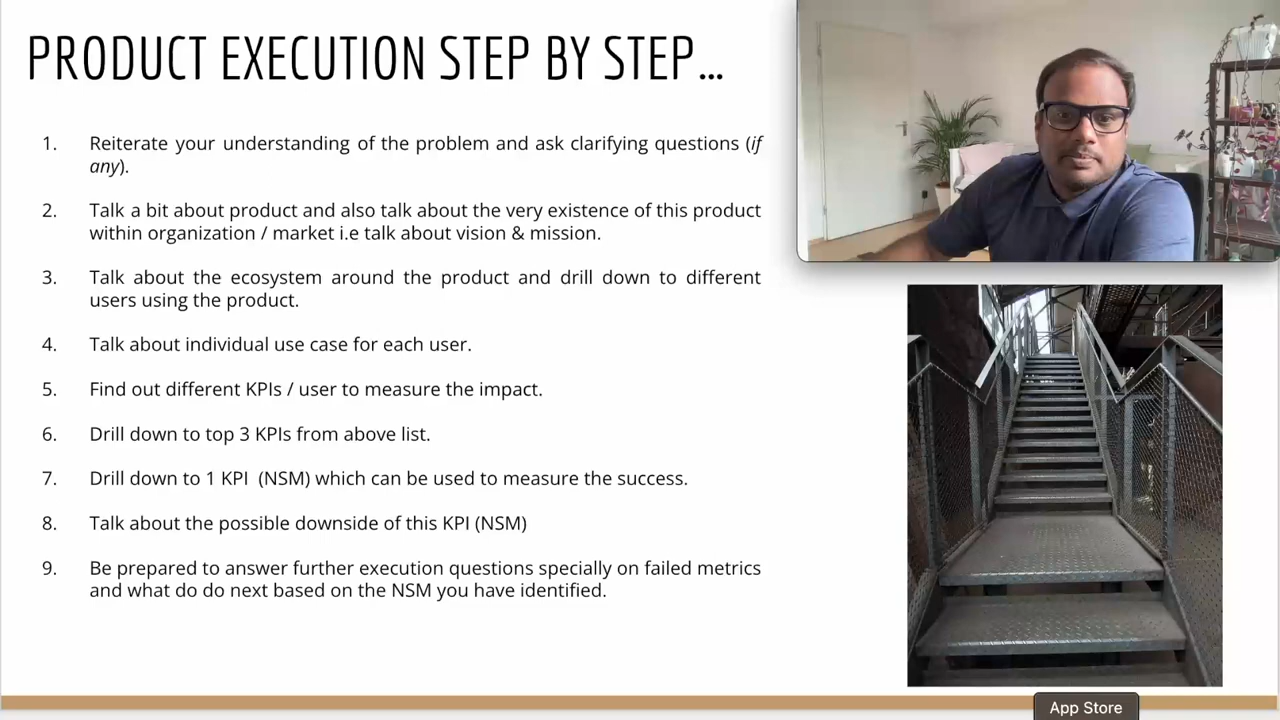 PRODUCT EXECUTION STEP BY STEP...
1. Reiterate your understanding of the problem and ask clarifying questions (if
any).
2. Talk a bit about product and also talk about the very existence of this product
within organization / market i.e talk about vision & mission.
3. Talk about the ecosystem around the product and drill down to different
users using the product.
4. Talk about individual use case for each user.
5. Find out different KPIs / user to measure the impact.
6. Drill down to top 3 KPIs from above list.
7. Drill down to 1 KPI (NSM) which can be used to measure the success.
8. Talk about the possible downside of this KPI (NSM)
9. Be prepared to answer further execution questions specially on failed metrics
and what do do next based on the NSM you have identified.
App Store